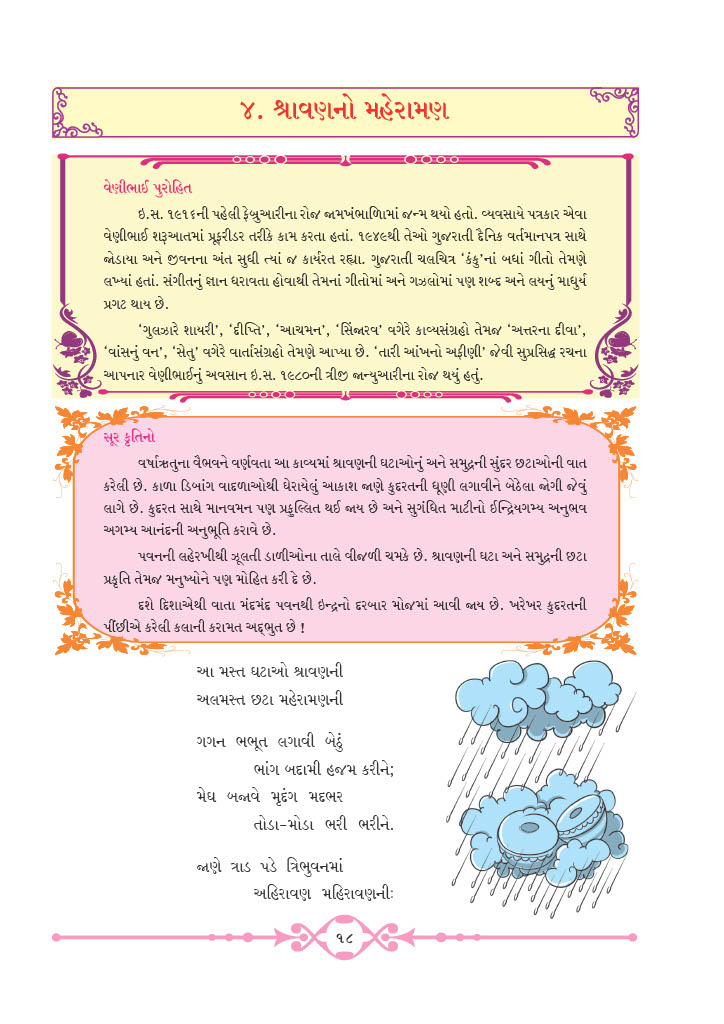 ૪. શ્રાવણનો મહેરામણ
વેણીભાઈ પુરોહિત
ઇ.સ. ૧૯૧૬ની પહેલી ફેબ્રુઆરીના રોજ જામખંભાળિામાં જન્મ થયો હતો. વ્યવસાયે પત્રકાર એવા
વેણીભાઈ શરૂઆતમાં પ્રૂફરીડર તરીકે કામ કરતા હતાં. ૧૯૪૯થી તેઓ ગુજરાતી દૈનિક વર્તમાનપત્ર સાથે
જોડાયા અને જીવનના અંત સુધી ત્યાં જ કાર્યરત રહ્યા. ગુજરાતી ચલચિત્ર ‘કંકુ’નાં બધાં ગીતો તેમણે
લખ્યાં હતાં. સંગીતનું જ્ઞાન ધરાવતા હોવાથી તેમનાં ગીતોમાં અને ગઝલોમાં પણ શબ્દ અને લયનું માધુર્ય
પ્રગટ થાય છે.
‘ગુલઝારે શાયરી’, ‘દીપ્તિ’, ‘આચમન’, ‘સિંજારવ’ વગેરે કાવ્યસંગ્રહો તેમજ ‘અત્તરના દીવા’,
‘વાંસનું વન’, ‘સેતુ’ વગેરે વાર્તાસંગ્રહો તેમણે આપ્યા છે. ‘તારી આંખનો અફીણી’ જેવી સુપ્રસિદ્ધ રચના
આપનાર વેણીભાઈનું અવસાન ઇ.સ. ૧૯૮૦ની ત્રીજી જાન્યુઆરીના રોજ થયું હતું.
સૂર કૃતિનો
વર્ષાઋતુના વૈભવને વર્ણવતા આ કાવ્યમાં શ્રાવણની ઘટાઓનું અને સમુદ્રની સુંદર છટાઓની વાત
કરેલી છે. કાળા ડિબાંગ વાદળાઓથી ઘેરાયેલું આકાશ જાણે કુદરતની ધૂણી લગાવીને બેઠેલા જોગી જેવું
લાગે છે. કુદરત સાથે માનવમન પણ પ્રફુલ્લિત થઈ જાય છે અને સુગંધિત માટીનો ઈન્દ્રિયગમ્ય અનુભવ
અગમ્ય આનંદની અનુભૂતિ કરાવે છે.
પવનની લહેરખીથી ઝૂલતી ડાળીઓના તાલે વીજળી ચમકે છે. શ્રાવણની ઘટા અને સમુદ્રની છટા
પ્રકૃતિ તેમજ મનુષ્યોને પણ મોહિત કરી દે છે.
દશે દિશાએથી વાતા મંદમંદ પવનથી ઇન્દ્રનો દરબાર મોજમાં આવી જાય છે. ખરેખર કુદરતની
પીંછીએ કરેલી કલાની કરામત અદ્‌ભુત છે !
આ મસ્ત ઘટાઓ શ્રાવણની
અલમસ્ત છટા મહેરામણની
ગગન ભભૂત લગાવી બેઠું
ભાંગ બદામી હજમ કરીને;
મેઘ બજાવે મૃદંગ મદભર
તોડા-મોડા ભરી ભરીને.
જાણે ત્રાડ પડે ત્રિભુવનમાં
અહિરાવણ મહિરાવણનીઃ
૧૮